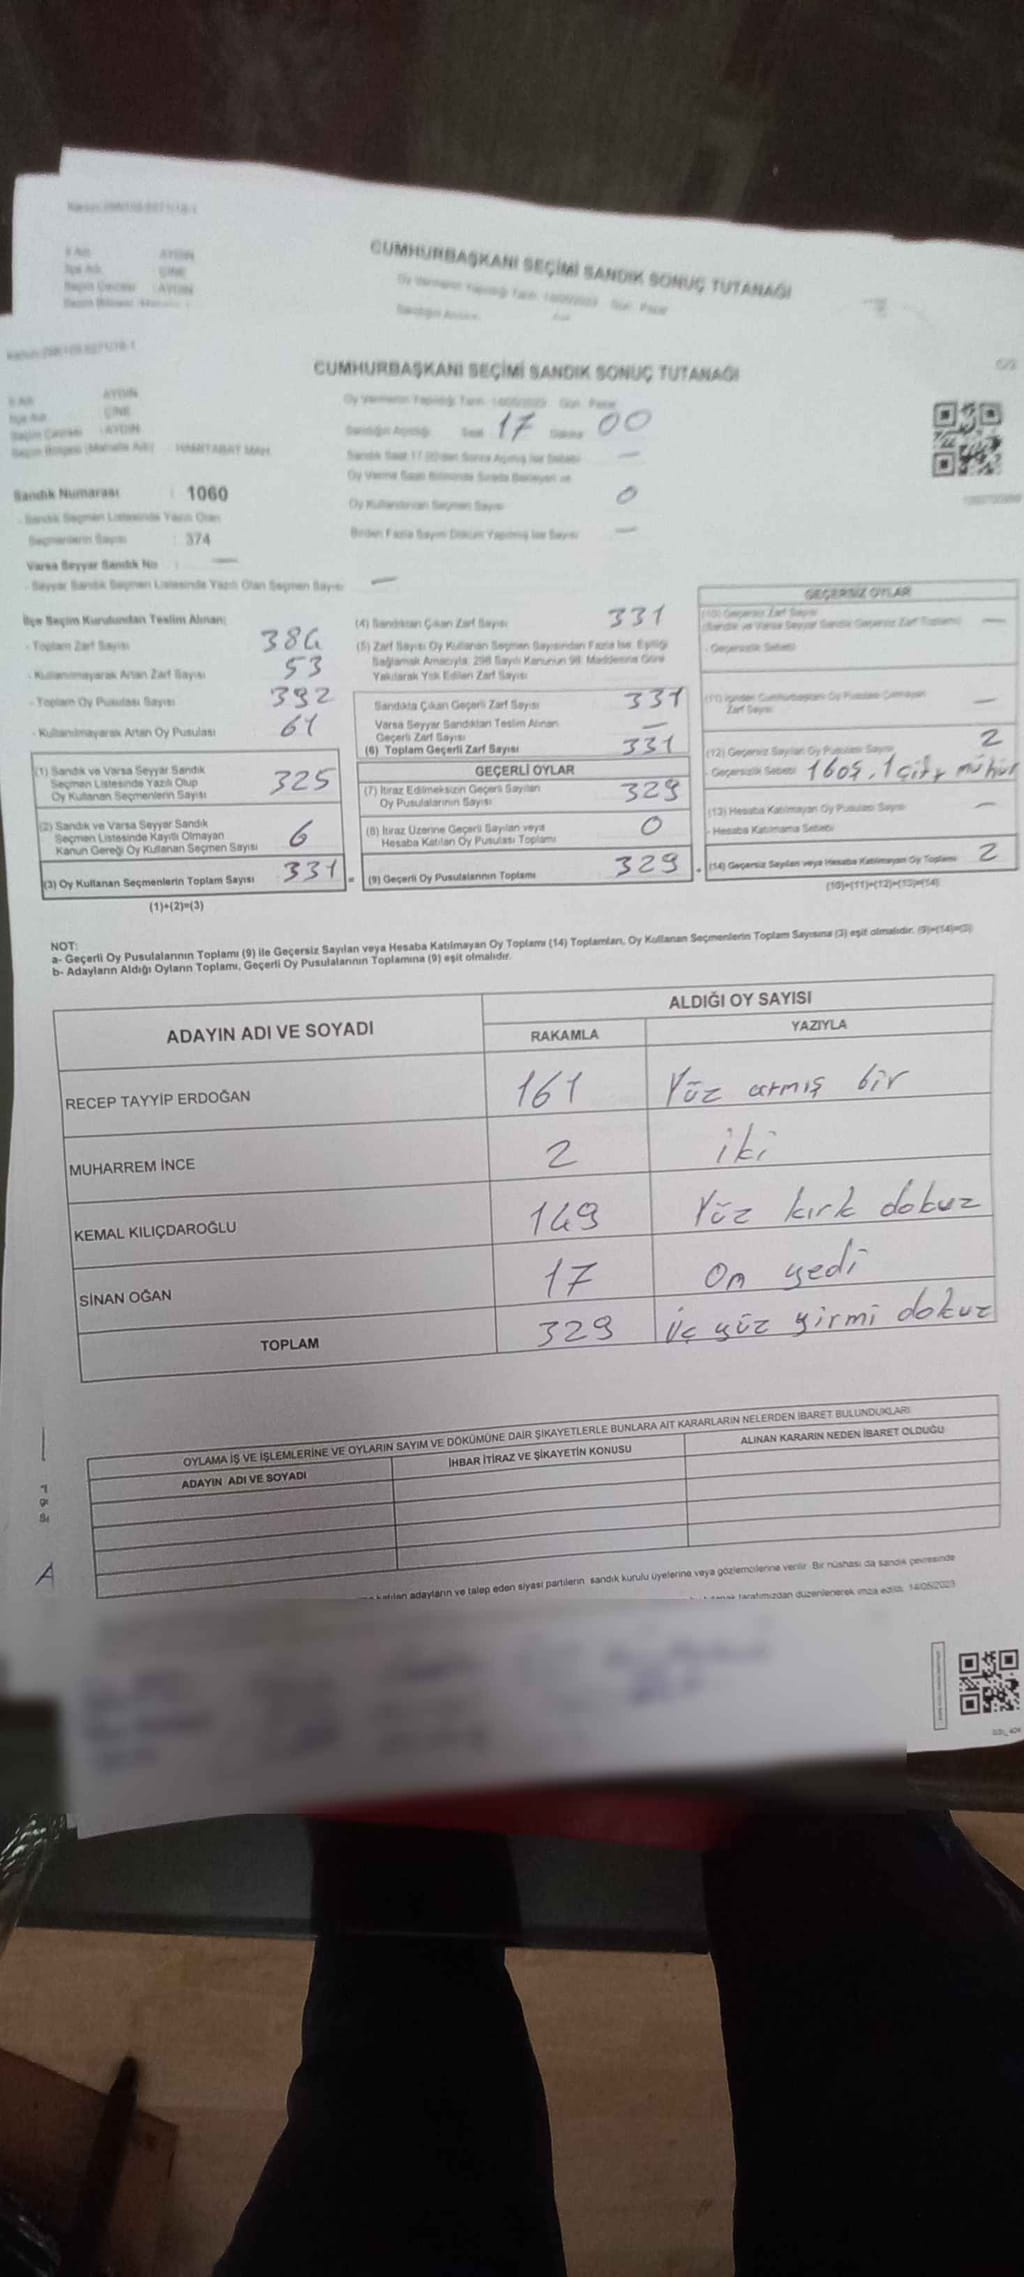 AYDIN
ÇİNE
AYDIN
CUMHURBAŞKANI SEÇİMİ SANDIK SONUÇ TUTANAĞI
CUMHURBAŞKANI SEÇİMİ SANDIK SONUÇ TUTANAĞI
İli Adı AYDIN
İlçe Adı ÇİNE
Seçim Çevresi : AYDIN
Seçim Bölgesi (Mahalle Adı) : HAMİTABAT MAH.
Oy Vermenin Yapıldığı Tarih: 14/05/2023 Gün: Pazar
Sandığın Açıldığı Saat 17 Dakika 00
Sandık Saat 17.00'den Sonra Açılmış İse Sebebi —
Oy Verme Saati Bitiminde Sırada Bekleyen ve
Oy Kullandırılan Seçmen Sayısı 0
Birden Fazla Sayım Döküm Yapılmış İse Sayısı —
Sandık Numarası : 1060
- Sandık Seçmen Listesinde Yazılı Olan
Seçmenlerin Sayısı : 374
Varsa Seyyar Sandık No : —
- Seyyar Sandık Seçmen Listesinde Yazılı Olan Seçmen Sayısı —
İlçe Seçim Kurulundan Teslim Alınan:
- Toplam Zarf Sayısı 384
- Kullanılmayarak Artan Zarf Sayısı 53
- Toplam Oy Pusulası Sayısı 392
- Kullanılmayarak Artan Oy Pusulası 61
(1) Sandık ve Varsa Seyyar Sandık
Seçmen Listesinde Yazılı Olup
Oy Kullanan Seçmenlerin Sayısı 325
(2) Sandık ve Varsa Seyyar Sandık
Seçmen Listesinde Kayıtlı Olmayan
Kanun Gereği Oy Kullanan Seçmen Sayısı 6
(3) Oy Kullanan Seçmenlerin Toplam Sayısı 331 =
(1)+(2)=(3)
(4) Sandıktan Çıkan Zarf Sayısı 331
(5) Zarf Sayısı Oy Kullanan Seçmen Sayısından Fazla İse, Eşitliği
Sağlamak Amacıyla, 298 Sayılı Kanunun 98. Maddesine Göre
Yakılarak Yok Edilen Zarf Sayısı
Sandıkta Çıkan Geçerli Zarf Sayısı 331
Varsa Seyyar Sandıktan Teslim Alınan
Geçerli Zarf Sayısı —
(6) Toplam Geçerli Zarf Sayısı 331
GEÇERLİ OYLAR
(7) İtiraz Edilmeksizin Geçerli Sayılan
Oy Pusulalarının Sayısı 329
(8) İtiraz Üzerine Geçerli Sayılan veya
Hesaba Katılan Oy Pusulası Toplamı 0
(9) Geçerli Oy Pusulalarının Toplamı 329 +
GEÇERSİZ OYLAR
(10) Geçersiz Zarf Sayısı
(Sandık ve Varsa Seyyar Sandık Geçersiz Zarf Toplamı) —
- Geçersizlik Sebebi
(11) İçinden Cumhurbaşkanı Oy Pusulası Çıkmayan
Zarf Sayısı —
(12) Geçersiz Sayılan Oy Pusulası Sayısı 2
- Geçersizlik Sebebi 1 boş, 1 çift mühür
(13) Hesaba Katılmayan Oy Pusulası Sayısı —
- Hesaba Katılmama Sebebi
(14) Geçersiz Sayılan veya Hesaba Katılmayan Oy Toplamı 2
(10)+(11)+(12)+(13)=(14)
NOT:
a- Geçerli Oy Pusulalarının Toplamı (9) ile Geçersiz Sayılan veya Hesaba Katılmayan Oy Toplamı (14) Toplamları, Oy Kullanan Seçmenlerin Toplam Sayısına (3) eşit olmalıdır. (9)+(14)=(3)
b- Adayların Aldığı Oyların Toplamı, Geçerli Oy Pusulalarının Toplamına (9) eşit olmalıdır.
ADAYIN ADI VE SOYADI ALDIĞI OY SAYISI
RAKAMLA YAZIYLA
RECEP TAYYİP ERDOĞAN 161 Yüz atmış bir
MUHARREM İNCE 2 iki
KEMAL KILIÇDAROĞLU 149 Yüz kırk dokuz
SİNAN OĞAN 17 On yedi
TOPLAM 329 üç yüz yirmi dokuz
OYLAMA İŞ VE İŞLEMLERİNE VE OYLARIN SAYIM VE DÖKÜMÜNE DAİR ŞİKAYETLERLE BUNLARA AİT KARARLARIN NELERDEN İBARET BULUNDUKLARI
ADAYIN ADI VE SOYADI İHBAR İTİRAZ VE ŞİKAYETİN KONUSU ALINAN KARARIN NEDEN İBARET OLDUĞU
A
katılan adayların ve talep eden siyasi partilerin sandık kurulu üyelerine veya gözlemcilerine verilir. Bir nüshası da sandık çevresinde
tarafımızdan düzenlenerek imza edildi. 14/05/2023